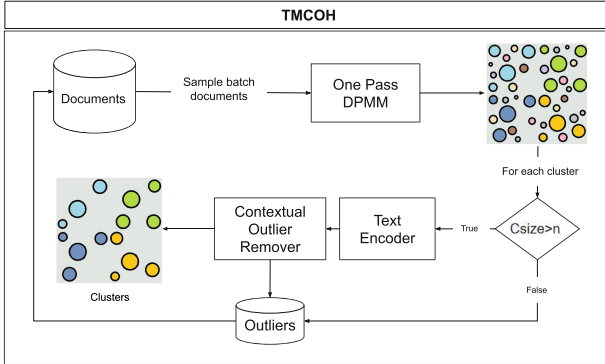 TMCOH
Documents
Sample batch
documents
One Pass
DPMM
For each cluster
Csize>n
True
False
Text
Encoder
Contextual
Outlier
Remover
Clusters
Outliers